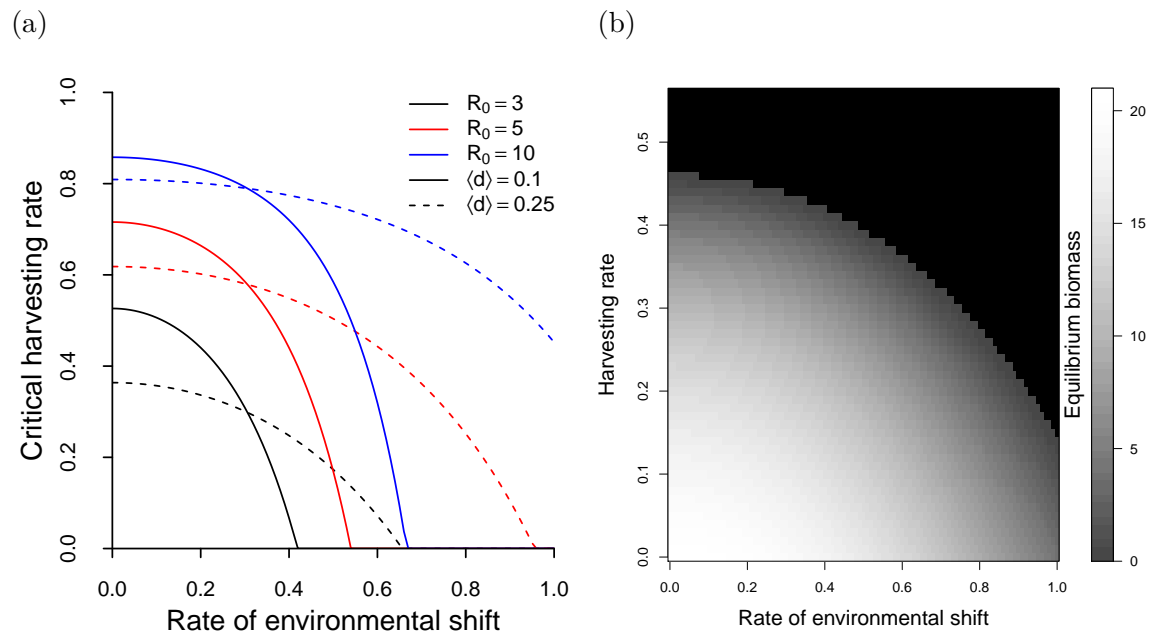 (a)
(b)
1.0
0.8
0.6
0.4
0.2
0.0
Critical harvesting rate
R₀ = 3
R₀ = 5
R₀ = 10
⟨d⟩ = 0.1
⟨d⟩ = 0.25
0.0 0.2 0.4 0.6 0.8 1.0
Rate of environmental shift
0.5
0.4
0.3
0.2
0.1
0.0
Harvesting rate
0.0 0.2 0.4 0.6 0.8 1.0
Rate of environmental shift
Equilibrium biomass
20
15
10
5
0